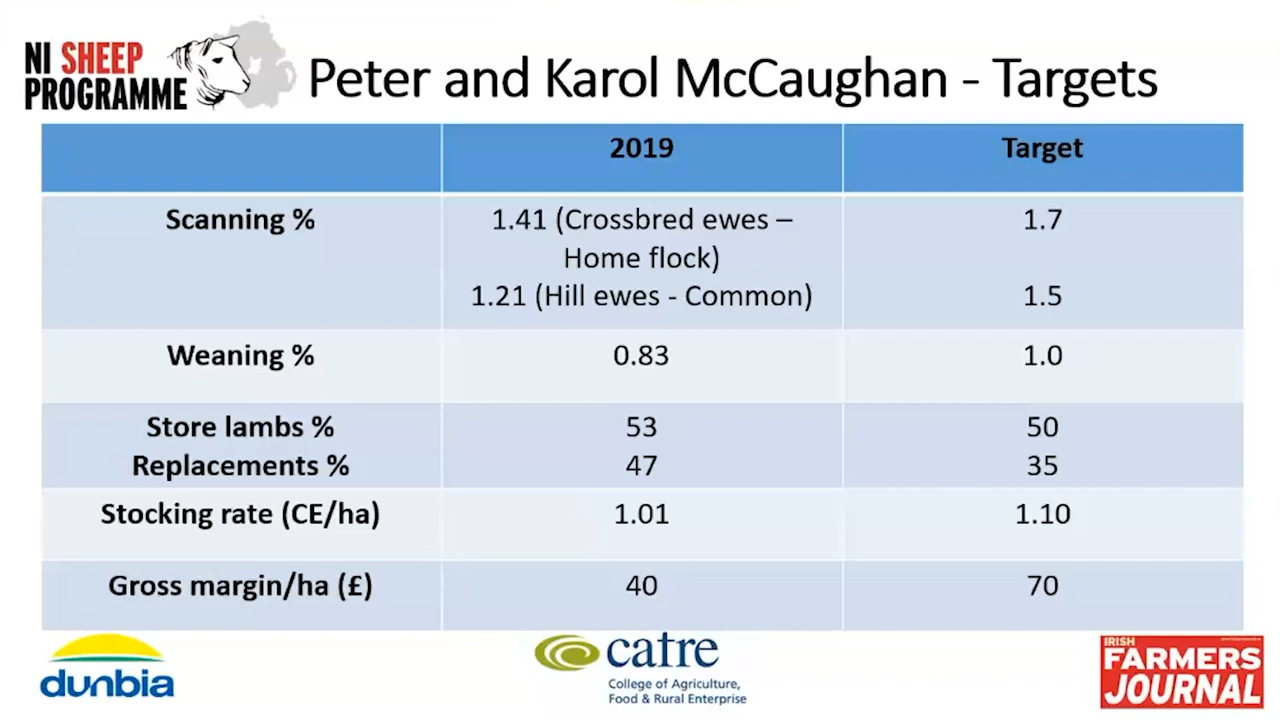 NI SHEEP
PROGRAMME
Peter and Karol McCaughan - Targets
2019
Target
Scanning %
1.41 (Crossbred ewes –
Home flock)
1.21 (Hill ewes - Common)
1.7
1.5
Weaning %
0.83
1.0
Store lambs %
Replacements %
53
47
50
35
Stocking rate (CE/ha)
1.01
1.10
Gross margin/ha (£)
40
70
dunbia
cafre
College of Agriculture,
Food & Rural Enterprise
IRISH
FARMERS
JOURNAL